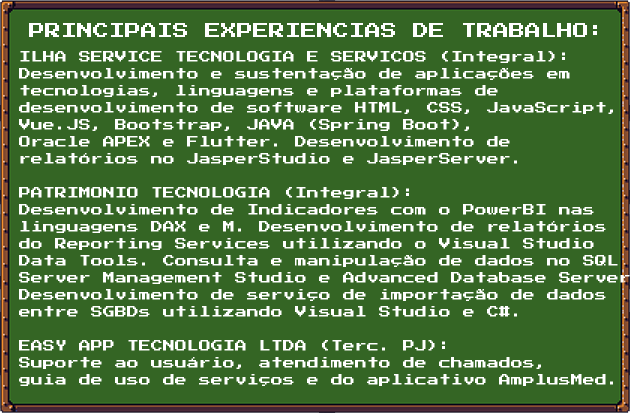 PRINCIPAIS EXPERIENCIAS DE TRABALHO:
ILHA SERVICE TECNOLOGIA E SERVICOS (Integral):
Desenvolvimento e sustentação de aplicações em
tecnologias, linguagens e plataformas de
desenvolvimento de software HTML, CSS, JavaScript,
Vue.JS, Bootstrap, JAVA (Spring Boot),
Oracle APEX e Flutter. Desenvolvimento de
relatórios no JasperStudio e JasperServer.
PATRIMONIO TECNOLOGIA (Integral):
Desenvolvimento de Indicadores com o PowerBI nas
linguagens DAX e M. Desenvolvimento de relatórios
do Reporting Services utilizando o Visual Studio
Data Tools. Consulta e manipulação de dados no SQL
Server Management Studio e Advanced Database Server
Desenvolvimento de serviço de importação de dados
entre SGBDs utilizando Visual Studio e C#.
EASY APP TECNOLOGIA LTDA (Terc. PJ):
Suporte ao usuário, atendimento de chamados,
guia de uso de serviços e do aplicativo AmplusMed.